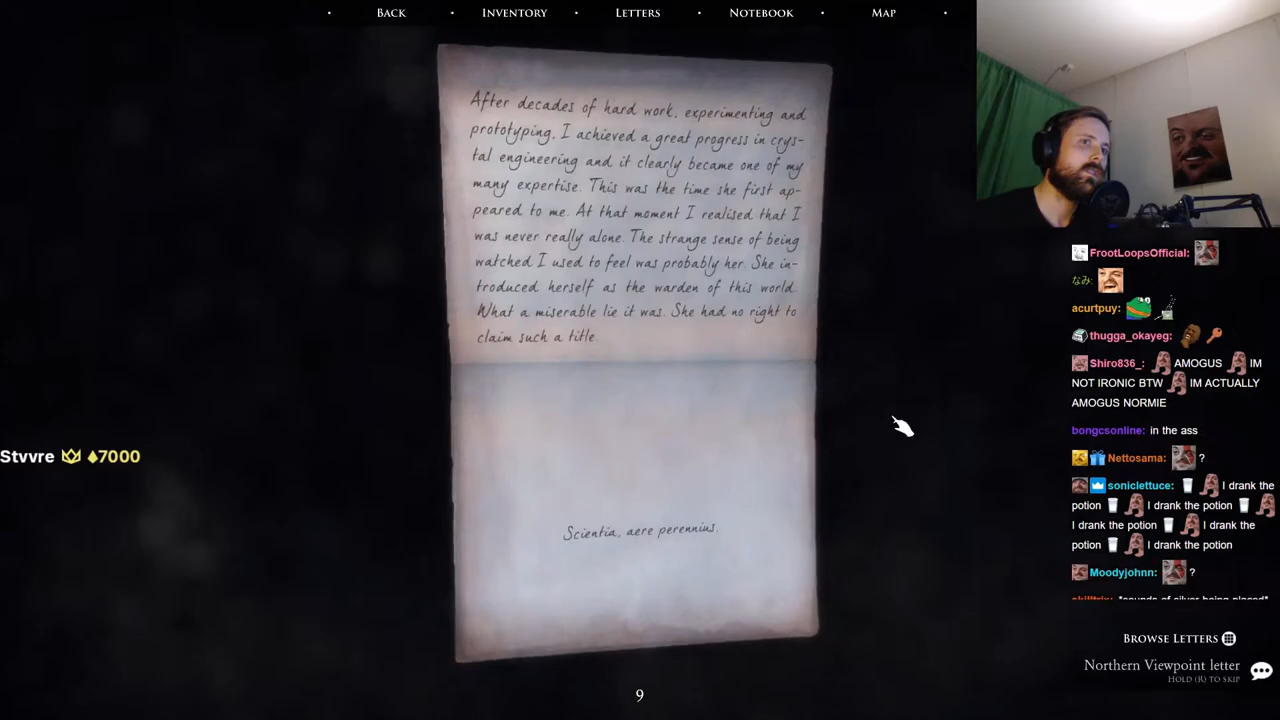 BACK
INVENTORY
LETTERS
NOTEBOOK
MAP
After decades of hard work, experimenting and
prototyping, I achieved a great progress in crys-
tal engineering and it clearly became one of my
many expertise. This was the time she first ap-
peared to me. At that moment I realised that I
was never really alone. The strange sense of being
watched I used to feel was probably her. She in-
troduced herself as the warden of this world.
What a miserable lie it was. She had no right to
claim such a title.
Scientia, aere perennius.
9
Stvvre 7000
FrootLoopsOfficial:
なみ:
acurtpuy:
thugga_okayeg:
Shiro836_: AMOGUS IM
NOT IRONIC BTW IM ACTUALLY
AMOGUS NORMIE
bongcsonline: in the ass
Nettosama: ?
soniclettuce: I drank the
potion I drank the potion
I drank the potion I drank the
potion I drank the potion
Moodyjohnn: ?
BROWSE LETTERS
Northern Viewpoint letter
HOLD (R) TO SKIP